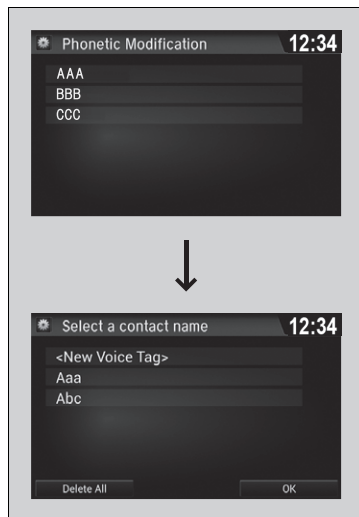 Phonetic Modification 12:34
AAA
BBB
CCC
Select a contact name 12:34
<New Voice Tag>
Aaa
Abc
Delete All OK